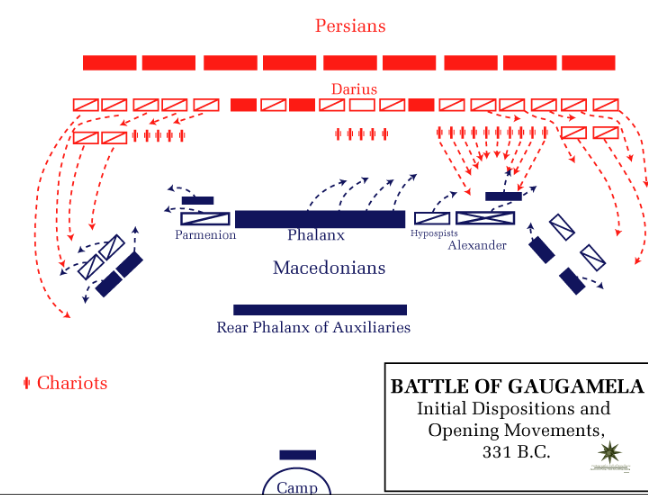 Persians
Darius
Parmenion
Phalanx
Hypospists
Alexander
Macedonians
Rear Phalanx of Auxiliaries
Chariots
BATTLE OF GAUGAMELA
Initial Dispositions and
Opening Movements,
331 B.C.
Camp